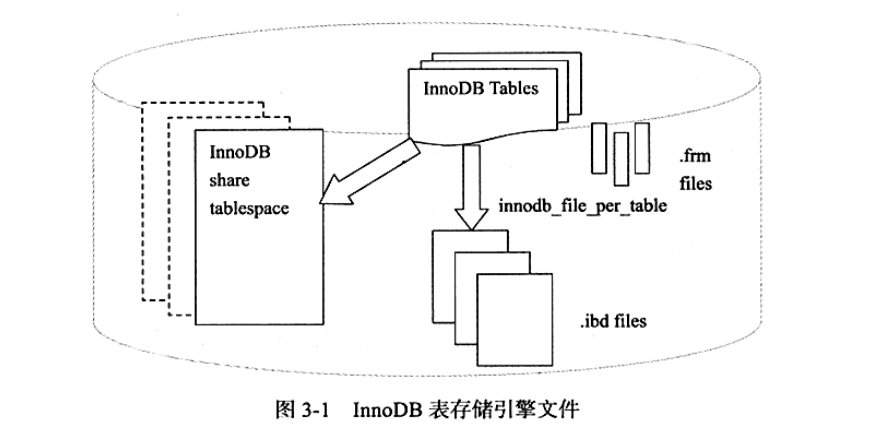 InnoDB Tables
InnoDB
share
tablespace
.frm
files
innodb_file_per_table
.ibd files
图 3-1 InnoDB 表存储引擎文件